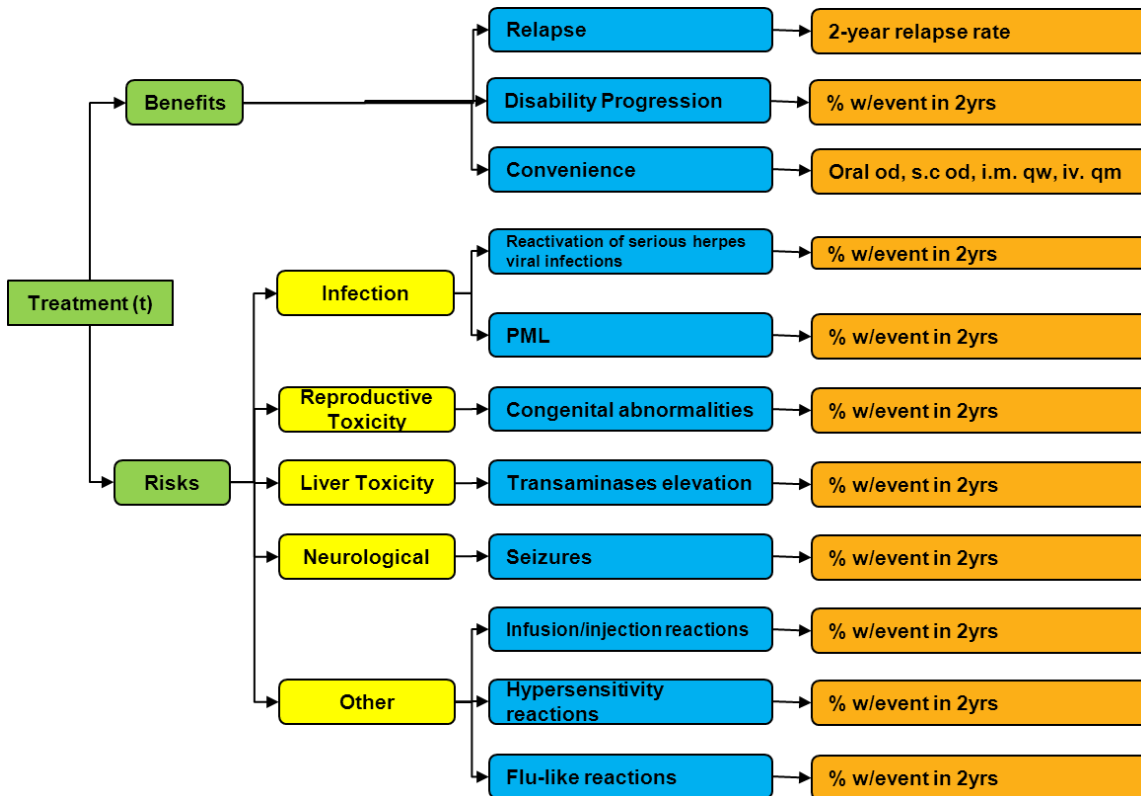 Relapse
2-year relapse rate
Benefits
Disability Progression
% w/event in 2yrs
Convenience
Oral od, s.c od, i.m. qw, iv. qm
Reactivation of serious herpes
viral infections
% w/event in 2yrs
Infection
Treatment (t)
PML
% w/event in 2yrs
Reproductive
Toxicity
Congenital abnormalities
% w/event in 2yrs
Risks
Liver Toxicity
Transaminases elevation
% w/event in 2yrs
Neurological
Seizures
% w/event in 2yrs
Infusion/injection reactions
% w/event in 2yrs
Other
Hypersensitivity
reactions
% w/event in 2yrs
Flu-like reactions
% w/event in 2yrs